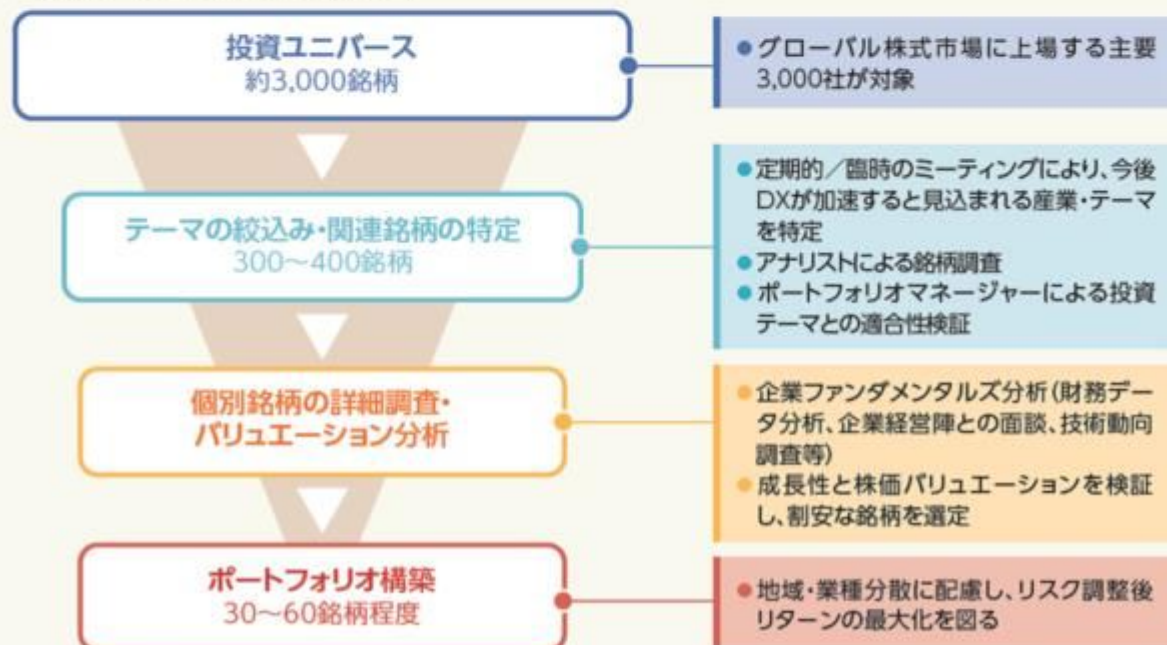 投資ユニバース
約3,000銘柄
●グローバル株式市場に上場する主要
3,000社が対象
テーマの絞込み・関連銘柄の特定
300〜400銘柄
●定期的／臨時のミーティングにより、今後
DXが加速すると見込まれる産業・テーマ
を特定
●アナリストによる銘柄調査
●ポートフォリオマネージャーによる投資
テーマとの適合性検証
個別銘柄の詳細調査・
バリュエーション分析
●企業ファンダメンタルズ分析（財務デー
タ分析、企業経営陣との面談、技術動向
調査等）
●成長性と株価バリュエーションを検証
し、割安な銘柄を選定
ポートフォリオ構築
30〜60銘柄程度
●地域・業種分散に配慮し、リスク調整後
リターンの最大化を図る